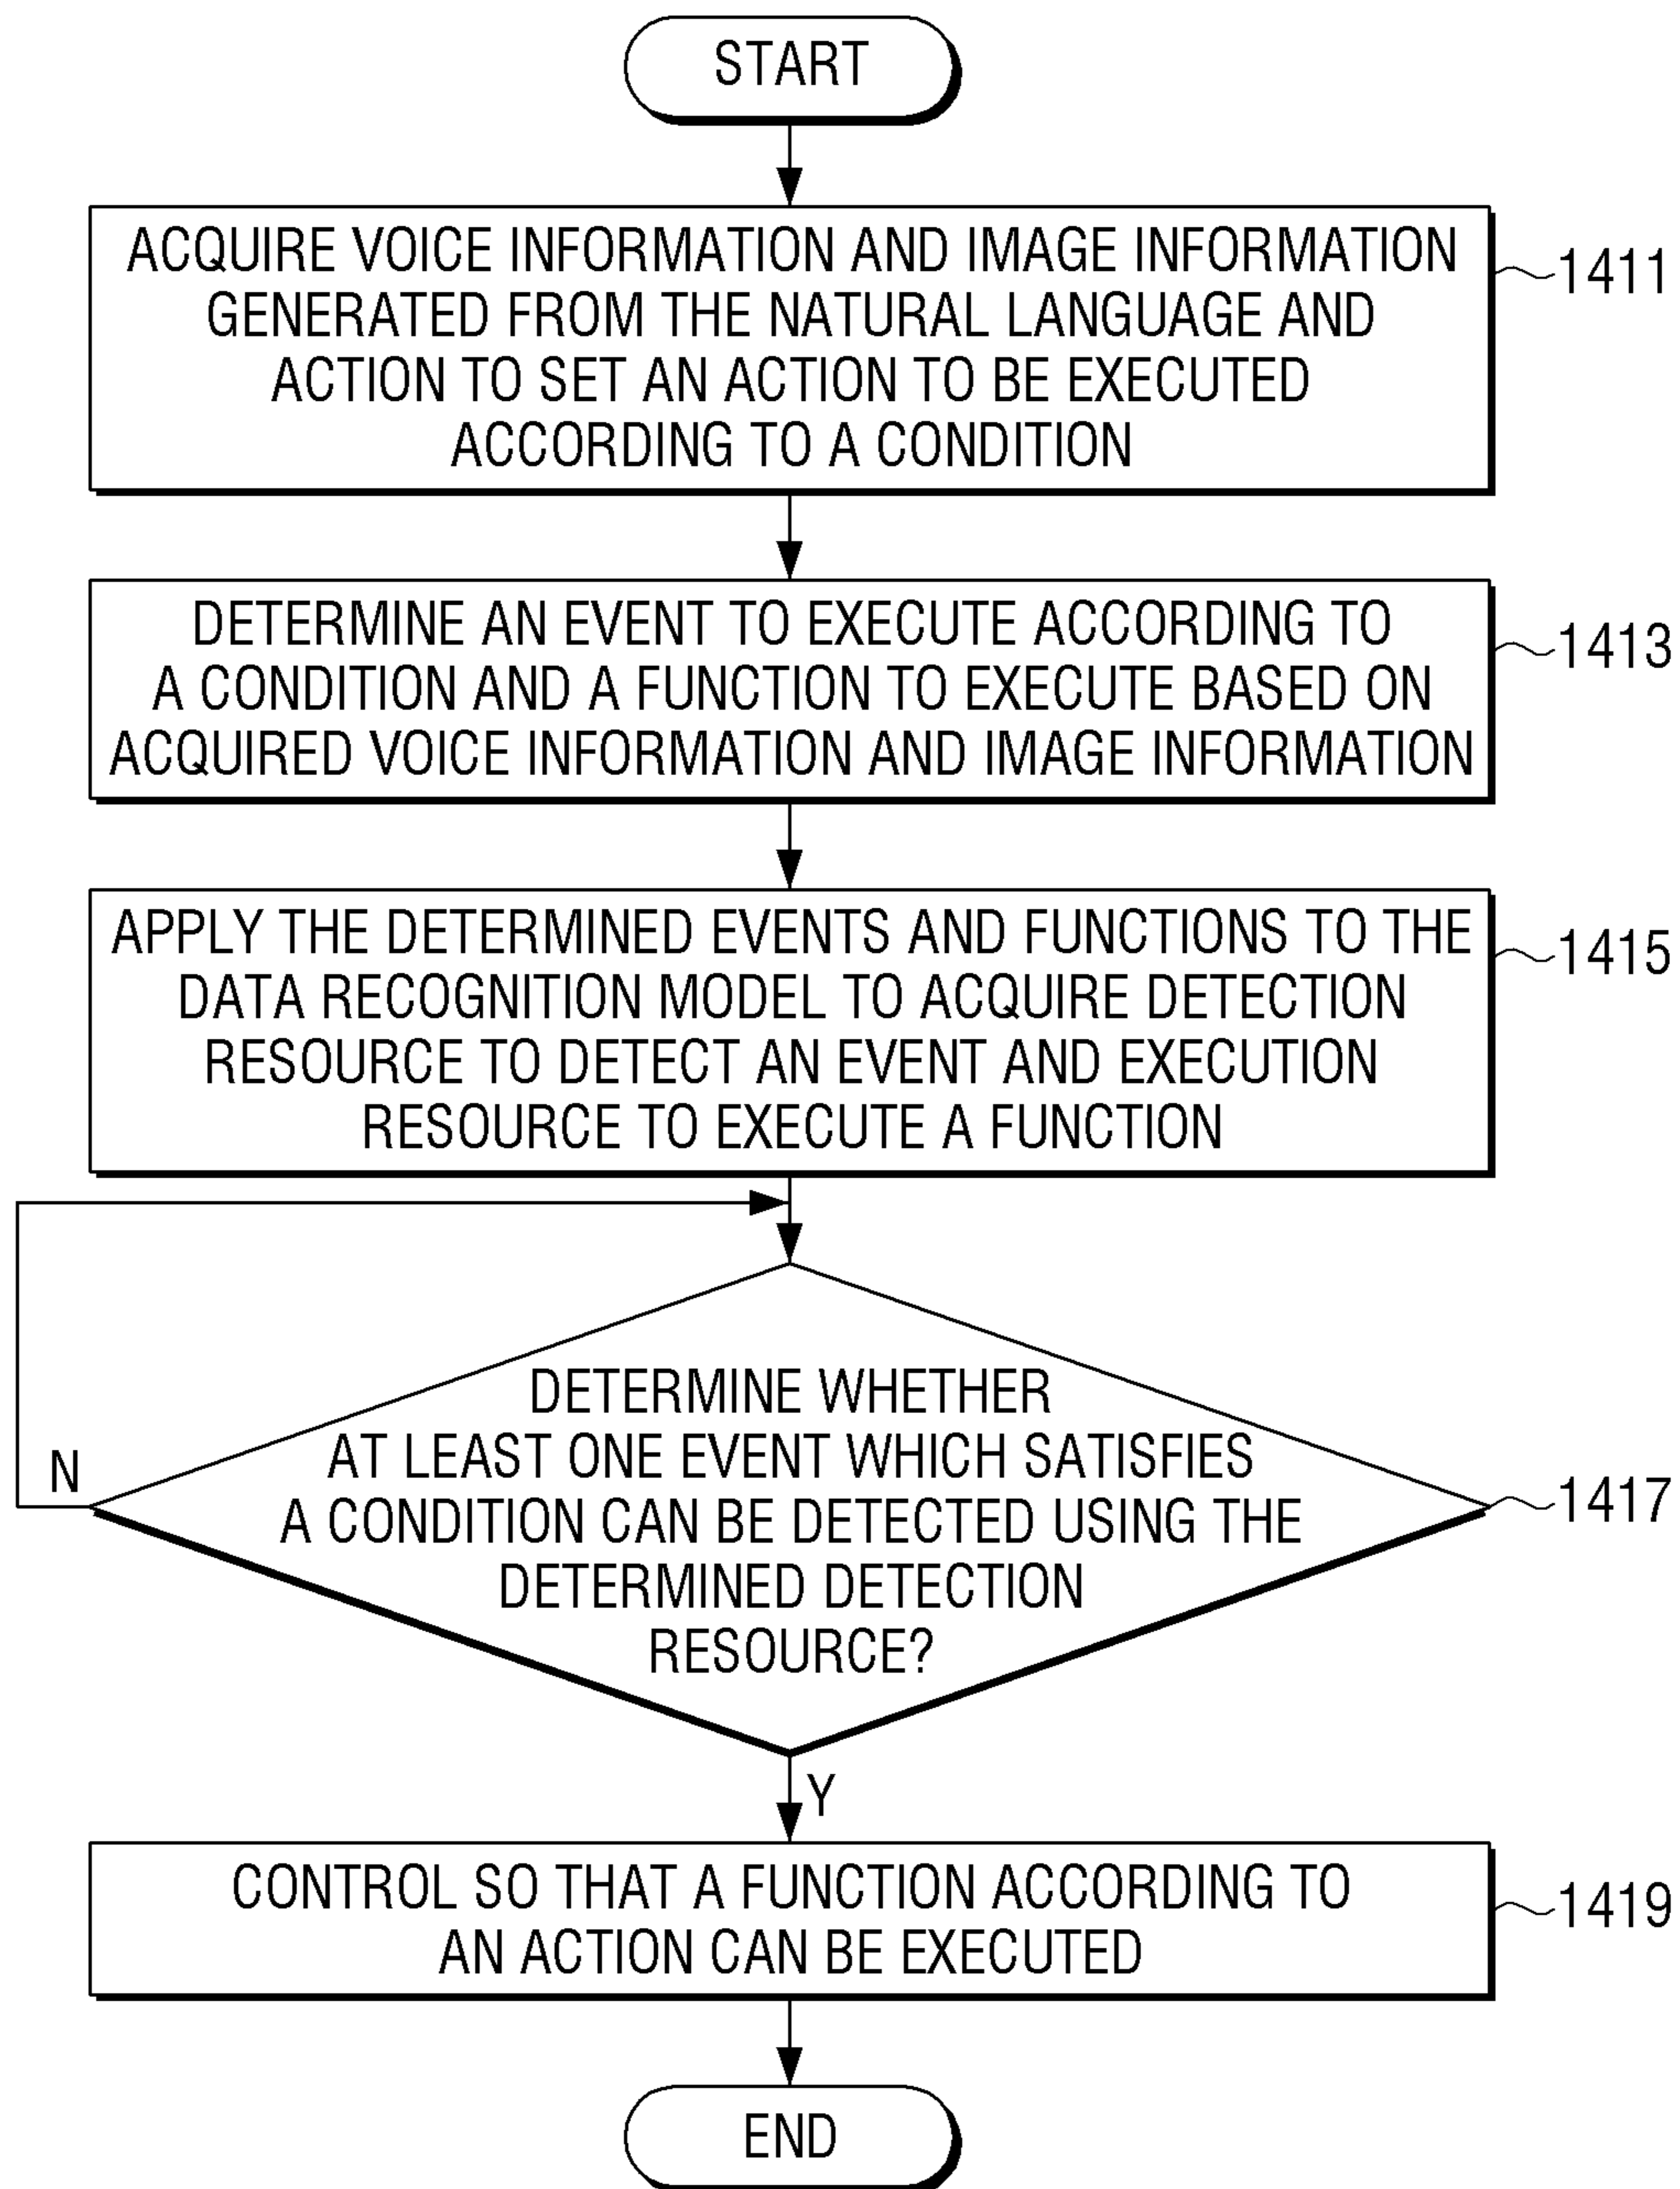 START
ACQUIRE VOICE INFORMATION AND IMAGE INFORMATION
GENERATED FROM THE NATURAL LANGUAGE AND
ACTION TO SET AN ACTION TO BE EXECUTED
ACCORDING TO A CONDITION
1411
DETERMINE AN EVENT TO EXECUTE ACCORDING TO
A CONDITION AND A FUNCTION TO EXECUTE BASED ON
ACQUIRED VOICE INFORMATION AND IMAGE INFORMATION
1413
APPLY THE DETERMINED EVENTS AND FUNCTIONS TO THE
DATA RECOGNITION MODEL TO ACQUIRE DETECTION
RESOURCE TO DETECT AN EVENT AND EXECUTION
RESOURCE TO EXECUTE A FUNCTION
1415
DETERMINE WHETHER
AT LEAST ONE EVENT WHICH SATISFIES
A CONDITION CAN BE DETECTED USING THE
DETERMINED DETECTION
RESOURCE?
N
1417
Y
CONTROL SO THAT A FUNCTION ACCORDING TO
AN ACTION CAN BE EXECUTED
1419
END